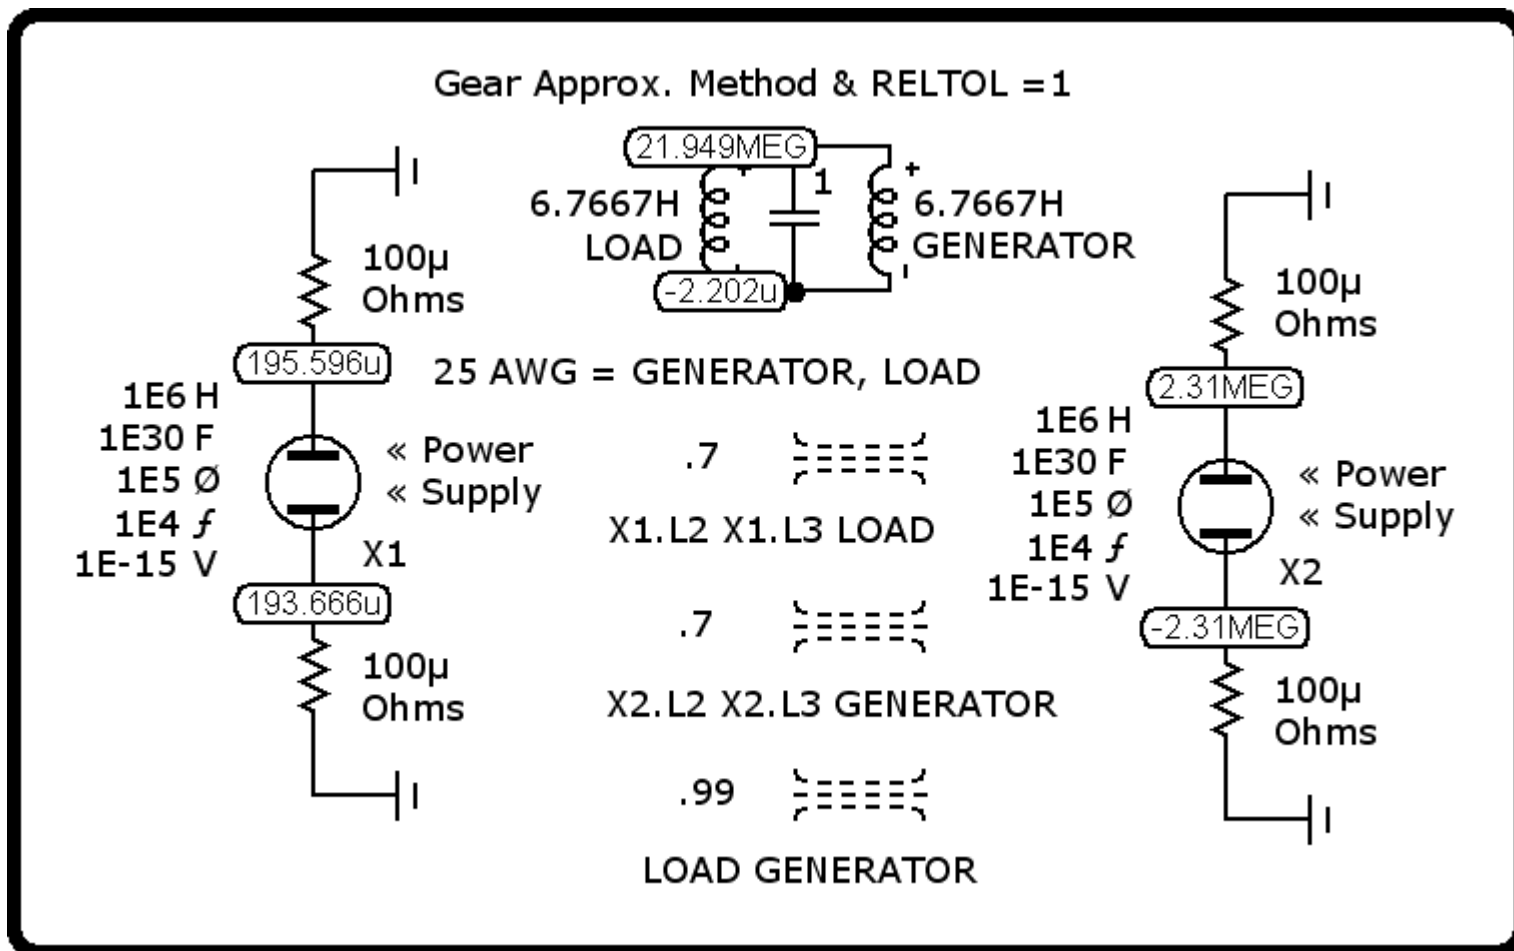 Gear Approx. Method & RELTOL =1
21.949MEG
+
1
+
6.7667H
LOAD
6.7667H
GENERATOR
-
-
-2.202u
100µ
Ohms
195.596u
25 AWG = GENERATOR, LOAD
1E6 H
1E30 F
1E5 Ø
1E4 ƒ
1E-15 V
« Power
« Supply
X1
193.666u
100µ
Ohms
.7
X1.L2 X1.L3 LOAD
.7
X2.L2 X2.L3 GENERATOR
.99
LOAD GENERATOR
100µ
Ohms
2.31MEG
1E6 H
1E30 F
1E5 Ø
1E4 ƒ
1E-15 V
« Power
« Supply
X2
-2.31MEG
100µ
Ohms